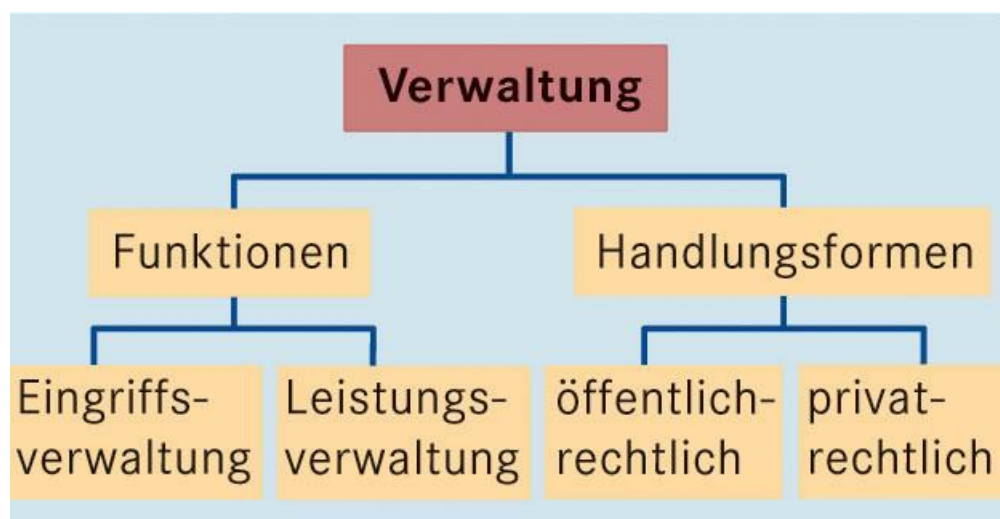 Verwaltung
Funktionen
Handlungsformen
Eingriffs-
verwaltung
Leistungs-
verwaltung
öffentlich-
rechtlich
privat-
rechtlich